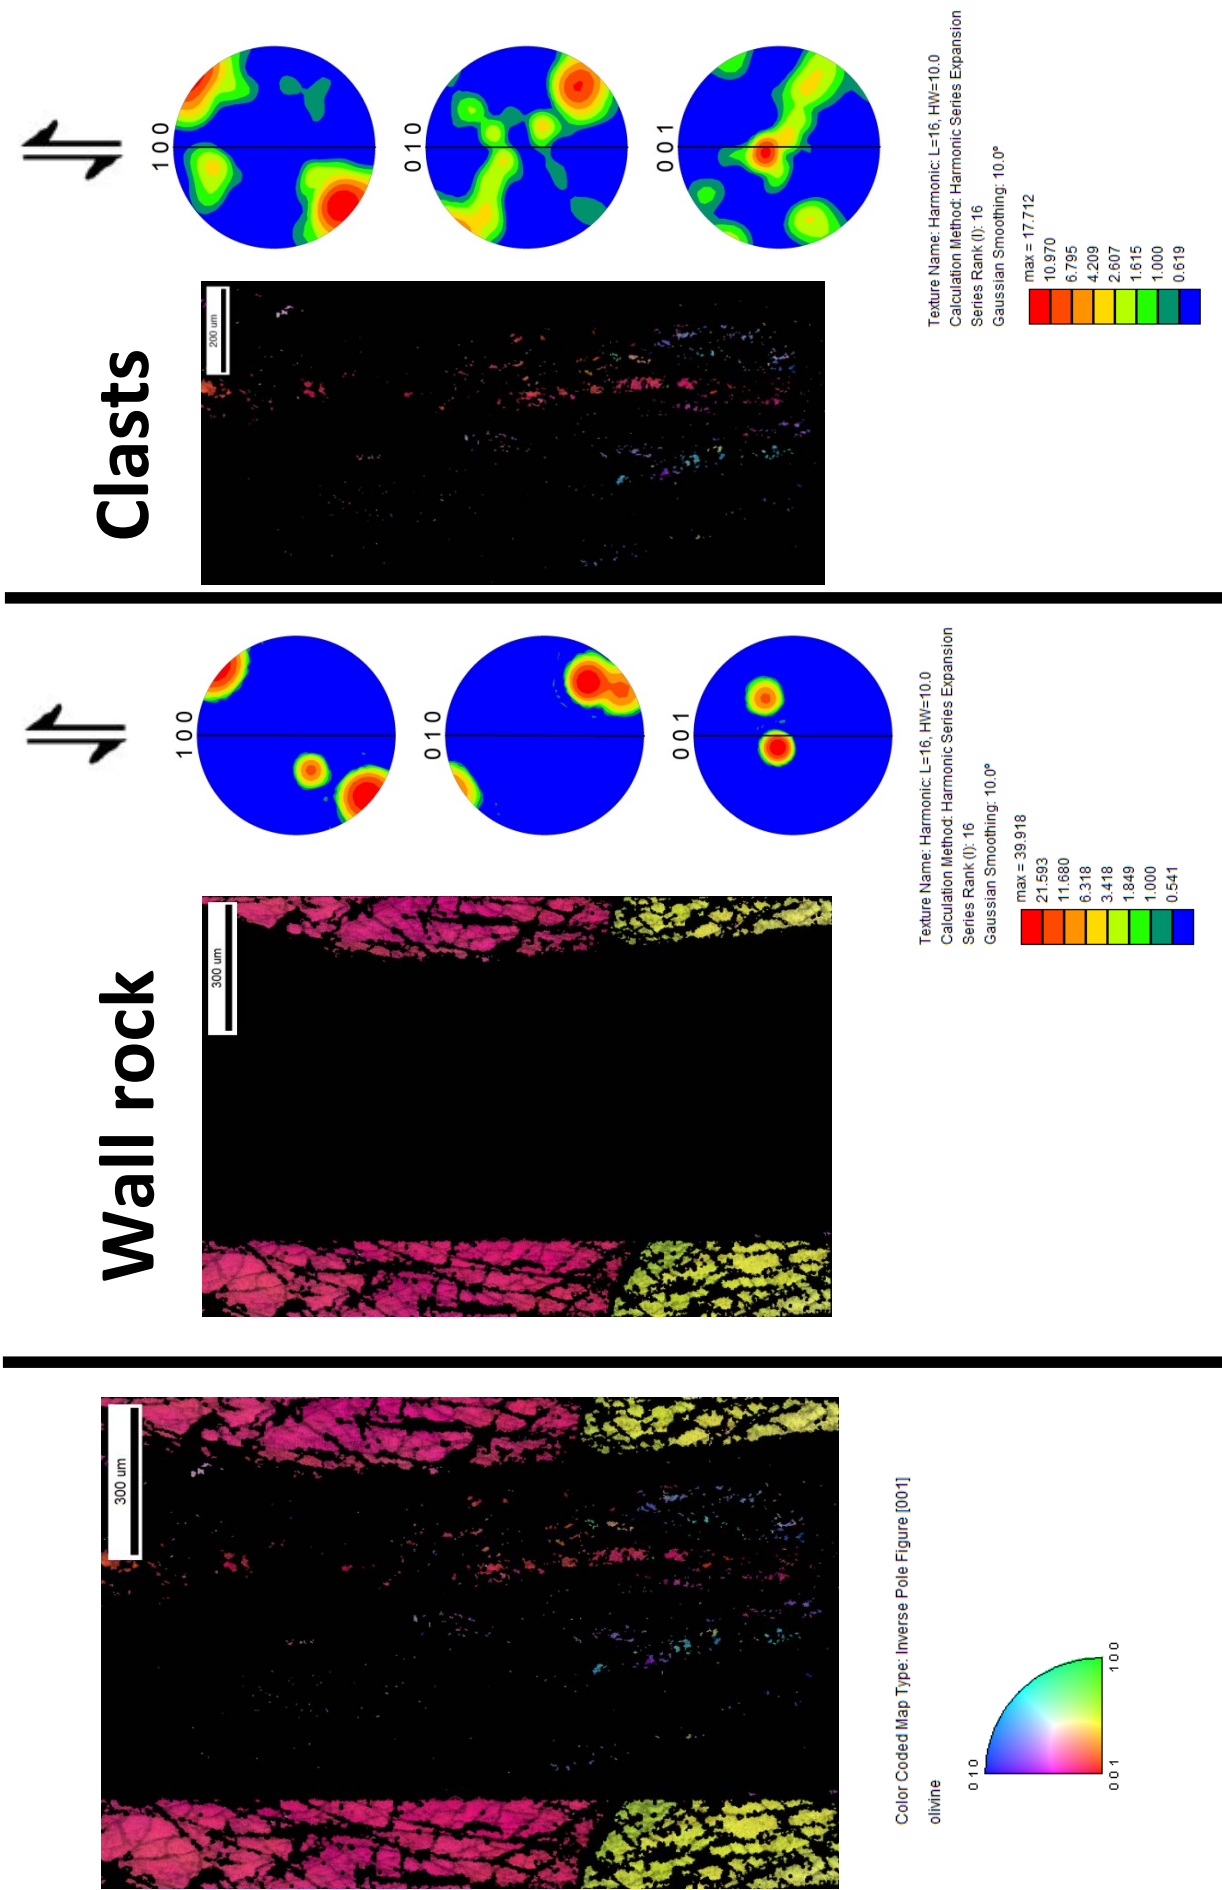 Clasts
100
010
001
200 um
Texture Name: Harmonic: L=16, HW=10.0
Calculation Method: Harmonic Series Expansion
Series Rank (l): 16
Gaussian Smoothing: 10.0°
max = 17.712
10.970
6.795
4.209
2.607
1.615
1.000
0.619
Wall rock
100
010
001
300 um
Texture Name: Harmonic: L=16, HW=10.0
Calculation Method: Harmonic Series Expansion
Series Rank (l): 16
Gaussian Smoothing: 10.0°
max = 39.918
21.593
11.680
6.318
3.418
1.849
1.000
0.541
300 um
Color Coded Map Type: Inverse Pole Figure [001]
olivine
010
001
100